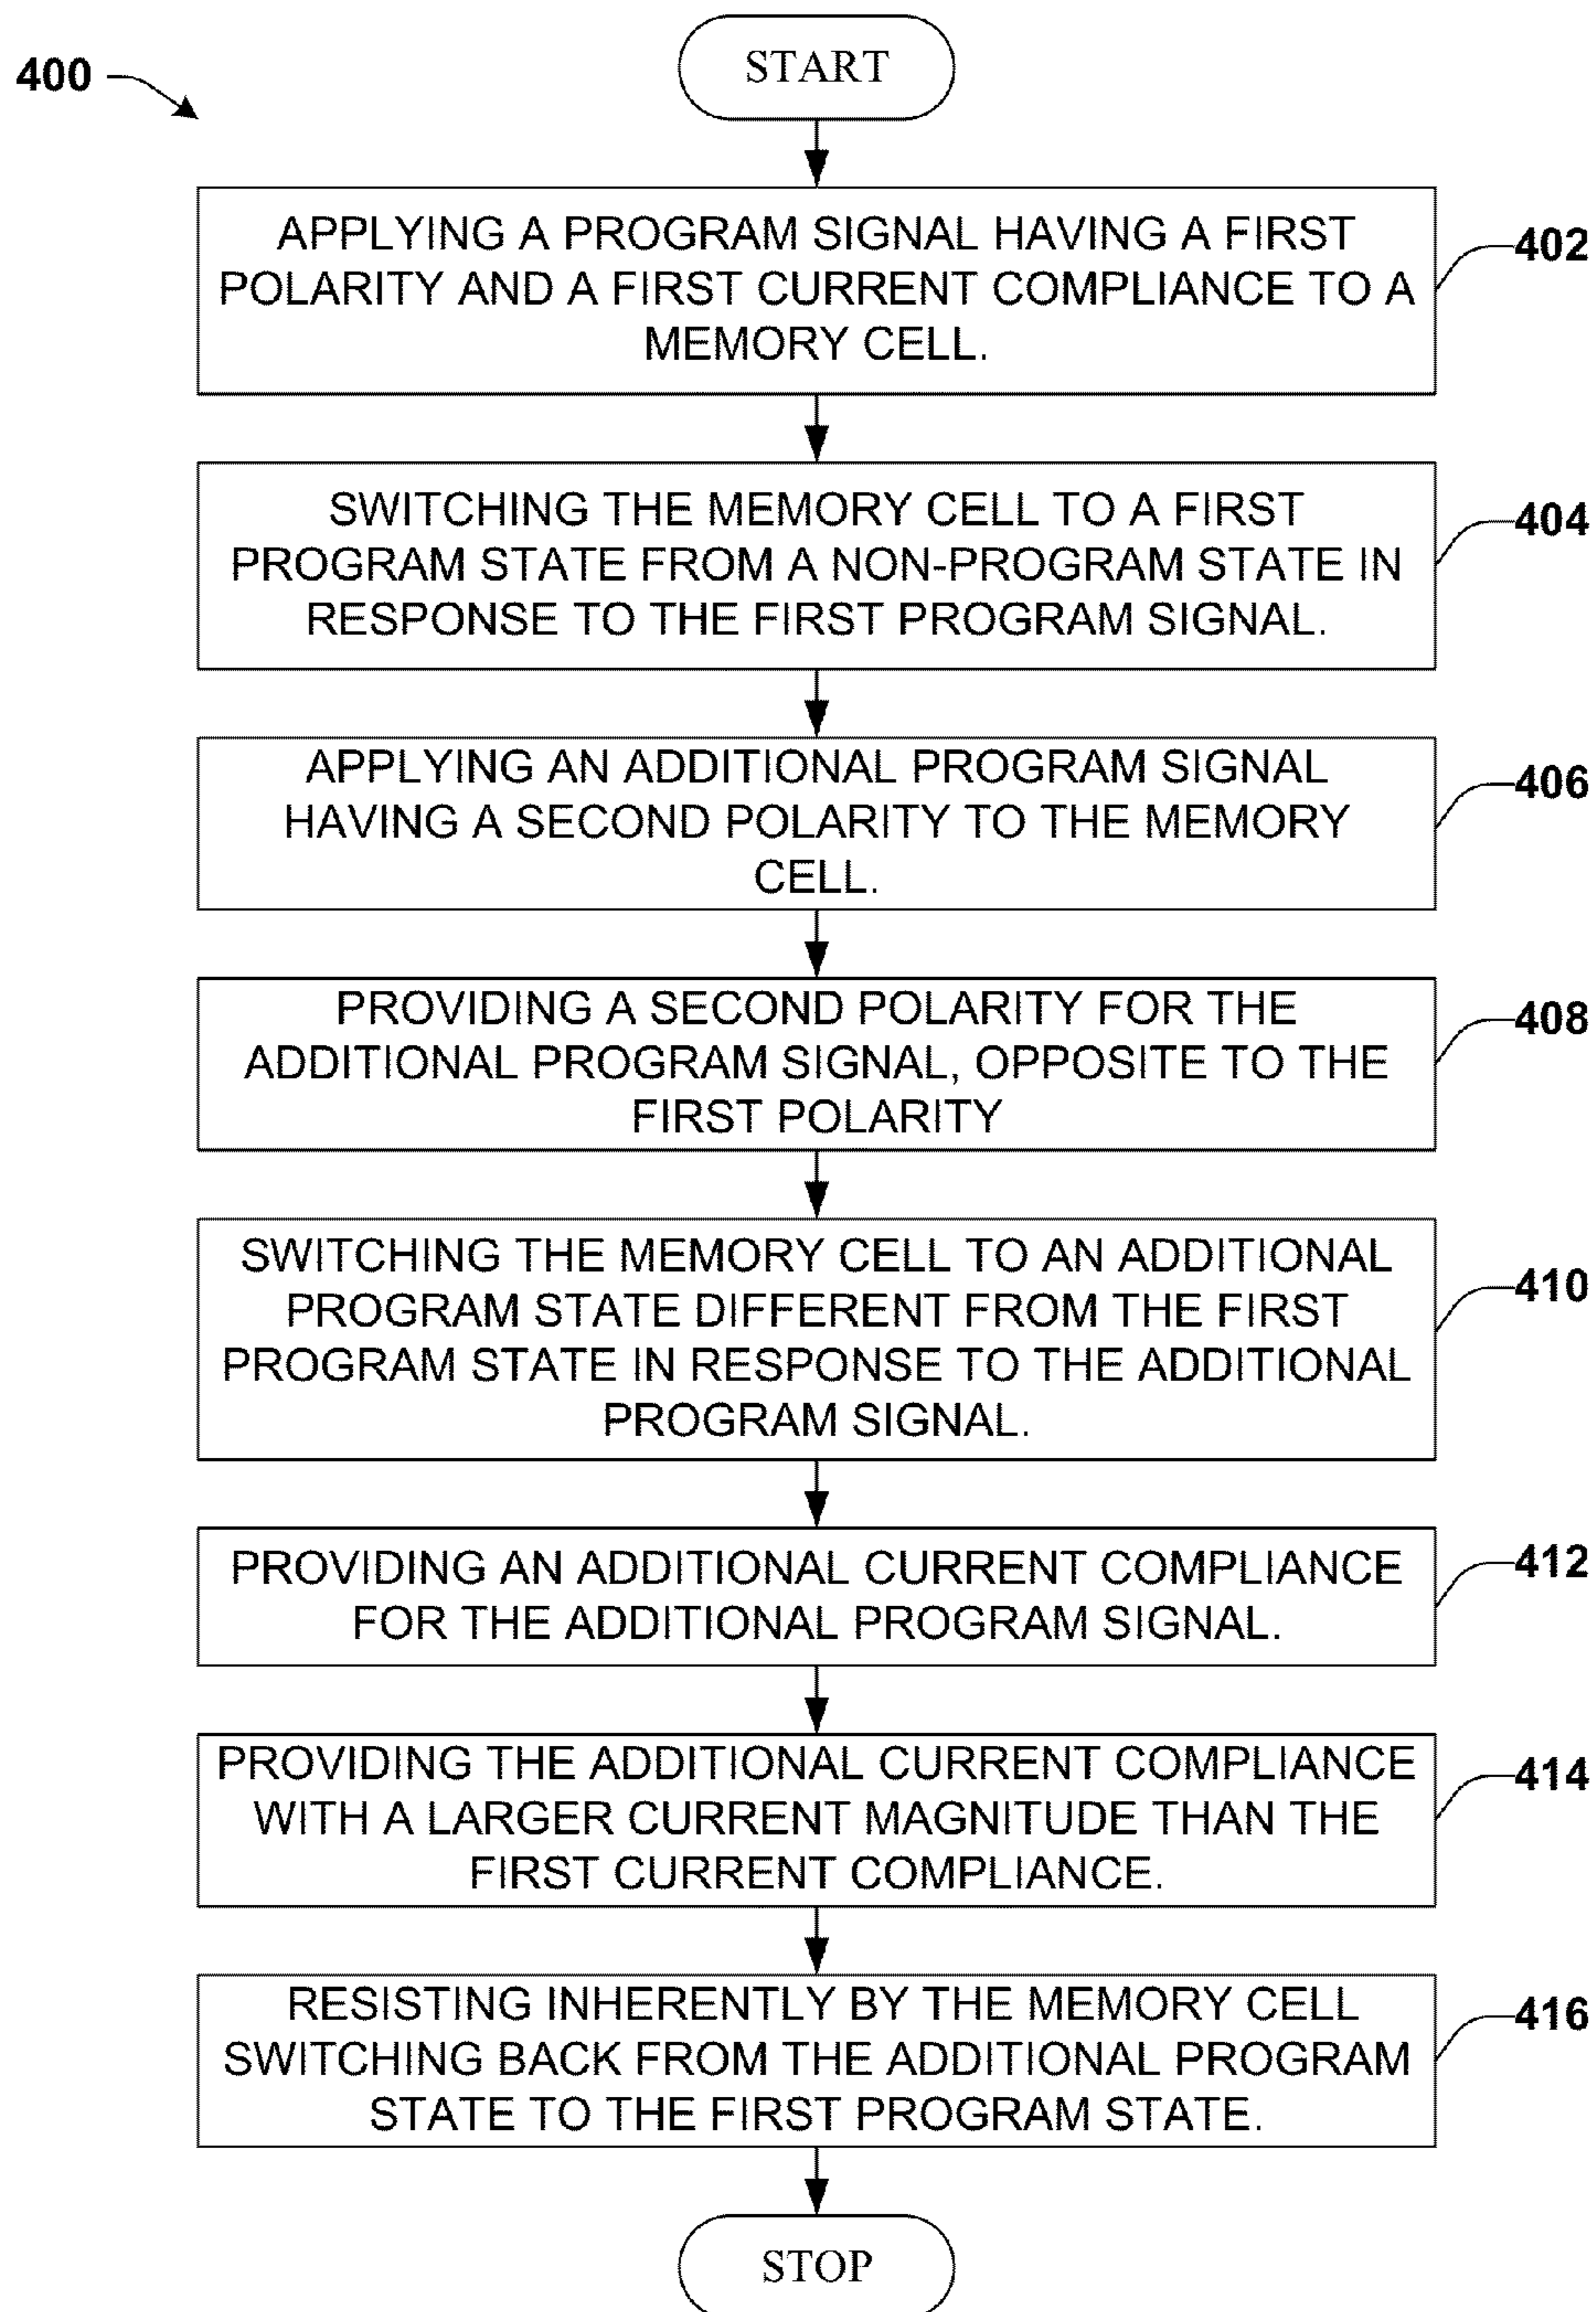 START
400
APPLYING A PROGRAM SIGNAL HAVING A FIRST
POLARITY AND A FIRST CURRENT COMPLIANCE TO A
MEMORY CELL.
402
SWITCHING THE MEMORY CELL TO A FIRST
PROGRAM STATE FROM A NON-PROGRAM STATE IN
RESPONSE TO THE FIRST PROGRAM SIGNAL.
404
APPLYING AN ADDITIONAL PROGRAM SIGNAL
HAVING A SECOND POLARITY TO THE MEMORY
CELL.
406
PROVIDING A SECOND POLARITY FOR THE
ADDITIONAL PROGRAM SIGNAL, OPPOSITE TO THE
FIRST POLARITY
408
SWITCHING THE MEMORY CELL TO AN ADDITIONAL
PROGRAM STATE DIFFERENT FROM THE FIRST
PROGRAM STATE IN RESPONSE TO THE ADDITIONAL
PROGRAM SIGNAL.
410
PROVIDING AN ADDITIONAL CURRENT COMPLIANCE
FOR THE ADDITIONAL PROGRAM SIGNAL.
412
PROVIDING THE ADDITIONAL CURRENT COMPLIANCE
WITH A LARGER CURRENT MAGNITUDE THAN THE
FIRST CURRENT COMPLIANCE.
414
RESISTING INHERENTLY BY THE MEMORY CELL
SWITCHING BACK FROM THE ADDITIONAL PROGRAM
STATE TO THE FIRST PROGRAM STATE.
416
STOP